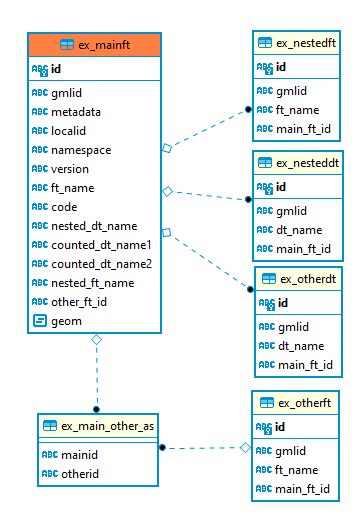 ex_mainft
id
gmlid
metadata
localid
namespace
version
ft_name
code
nested_dt_name
counted_dt_name1
counted_dt_name2
nested_ft_name
other_ft_id
geom
ex_nestedft
id
gmlid
ft_name
main_ft_id
ex_nesteddt
id
gmlid
dt_name
main_ft_id
ex_otherdt
id
gmlid
dt_name
main_ft_id
ex_main_other_as
mainid
otherid
ex_otherft
id
gmlid
ft_name
main_ft_id